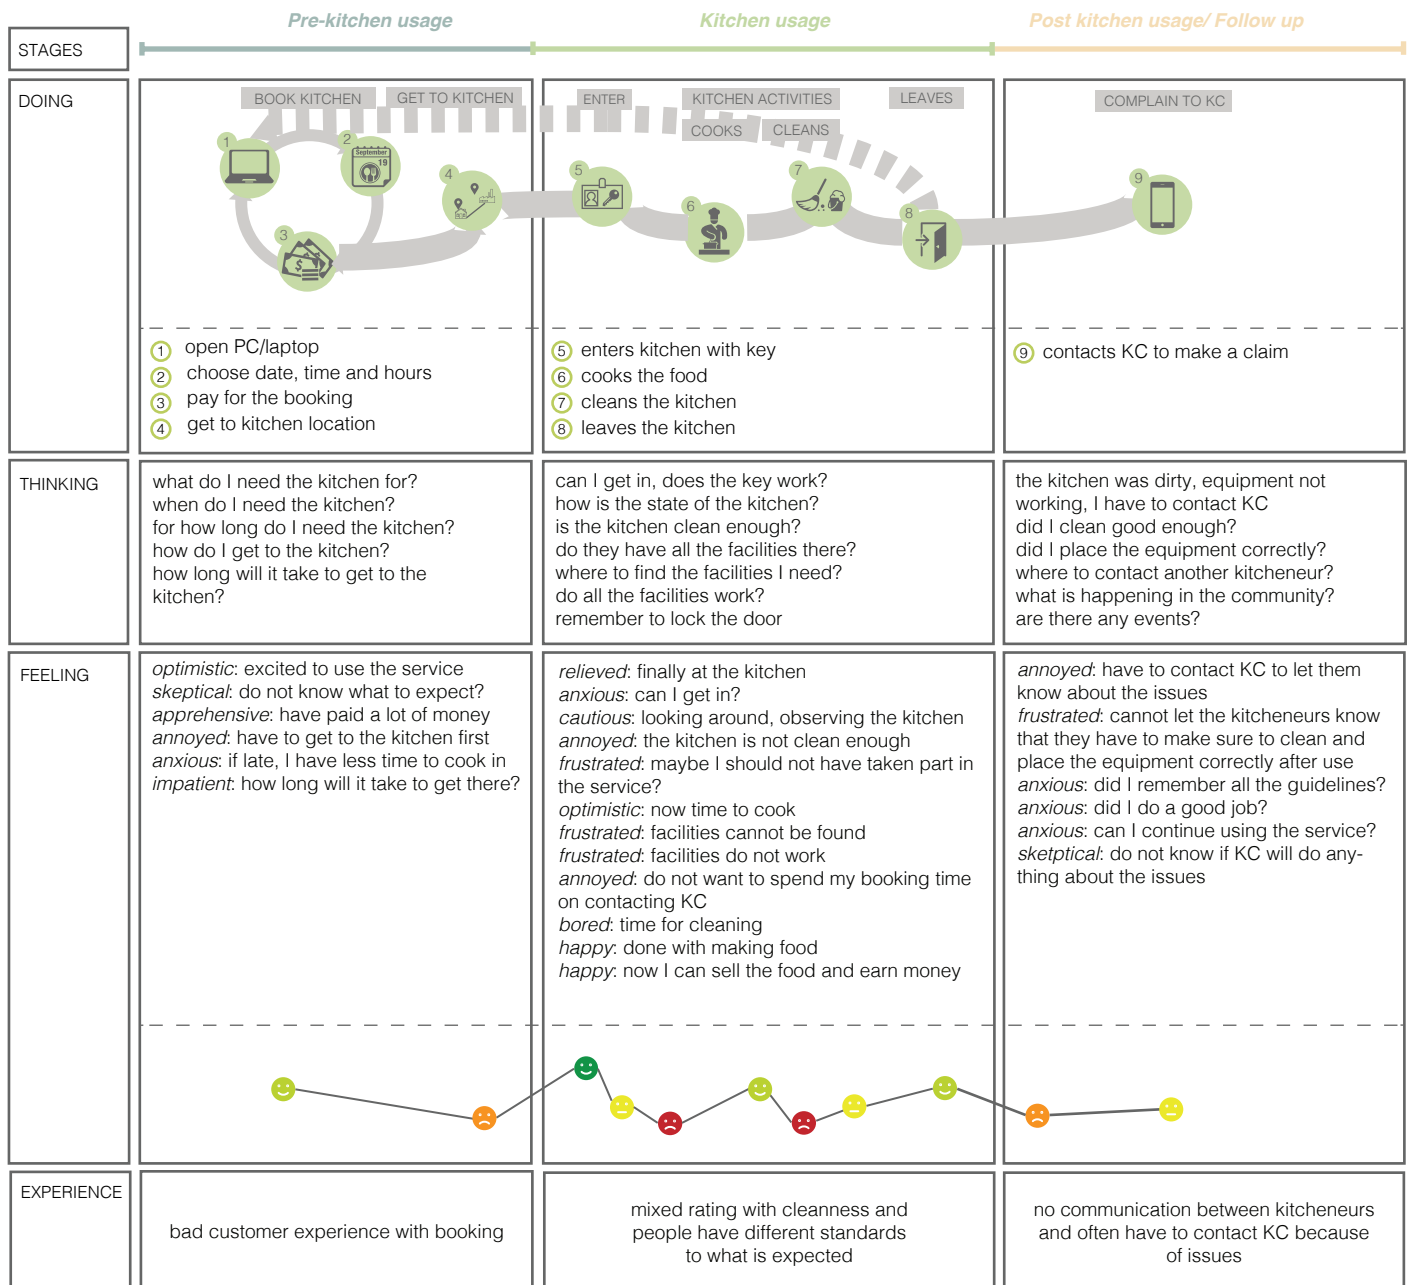 Pre-kitchen usage
Kitchen usage
Post kitchen usage/ Follow up
STAGES
DOING
BOOK KITCHEN
GET TO KITCHEN
ENTER
KITCHEN ACTIVITIES
LEAVES
COMPLAIN TO KC
COOKS
CLEANS
1
2
September
19
3
4
5
6
7
8
9
1 open PC/laptop
2 choose date, time and hours
3 pay for the booking
4 get to kitchen location
5 enters kitchen with key
6 cooks the food
7 cleans the kitchen
8 leaves the kitchen
9 contacts KC to make a claim
THINKING
what do I need the kitchen for?
when do I need the kitchen?
for how long do I need the kitchen?
how do I get to the kitchen?
how long will it take to get to the
kitchen?
can I get in, does the key work?
how is the state of the kitchen?
is the kitchen clean enough?
do they have all the facilities there?
where to find the facilities I need?
do all the facilities work?
remember to lock the door
the kitchen was dirty, equipment not
working, I have to contact KC
did I clean good enough?
did I place the equipment correctly?
where to contact another kitcheneur?
what is happening in the community?
are there any events?
FEELING
optimistic: excited to use the service
skeptical: do not know what to expect?
apprehensive: have paid a lot of money
annoyed: have to get to the kitchen first
anxious: if late, I have less time to cook in
impatient: how long will it take to get there?
relieved: finally at the kitchen
anxious: can I get in?
cautious: looking around, observing the kitchen
annoyed: the kitchen is not clean enough
frustrated: maybe I should not have taken part in
the service?
optimistic: now time to cook
frustrated: facilities cannot be found
frustrated: facilities do not work
annoyed: do not want to spend my booking time
on contacting KC
bored: time for cleaning
happy: done with making food
happy: now I can sell the food and earn money
annoyed: have to contact KC to let them
know about the issues
frustrated: cannot let the kitcheneurs know
that they have to make sure to clean and
place the equipment correctly after use
anxious: did I remember all the guidelines?
anxious: did I do a good job?
anxious: can I continue using the service?
sketptical: do not know if KC will do any-
thing about the issues
EXPERIENCE
bad customer experience with booking
mixed rating with cleanness and
people have different standards
to what is expected
no communication between kitcheneurs
and often have to contact KC because
of issues